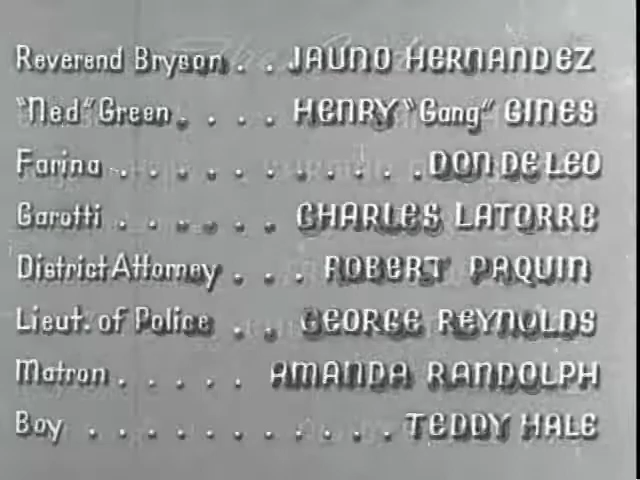 Reverend Bryson . . JAUNO HERNANDEZ
"Ned" Green . . . . HENRY "Gang" GINES
Farina . . . . . . . . . . . DON DE LEO
Garotti . . . . . . CHARLES LATORRE
District Attorney . . . ROBERT PAQUIN
Lieut. of Police . . GEORGE REYNOLDS
Matron . . . . . AMANDA RANDOLPH
Boy . . . . . . . . . . . TEDDY HALE